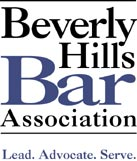 Beverly
Hills
Bar
Association
Lead. Advocate. Serve.